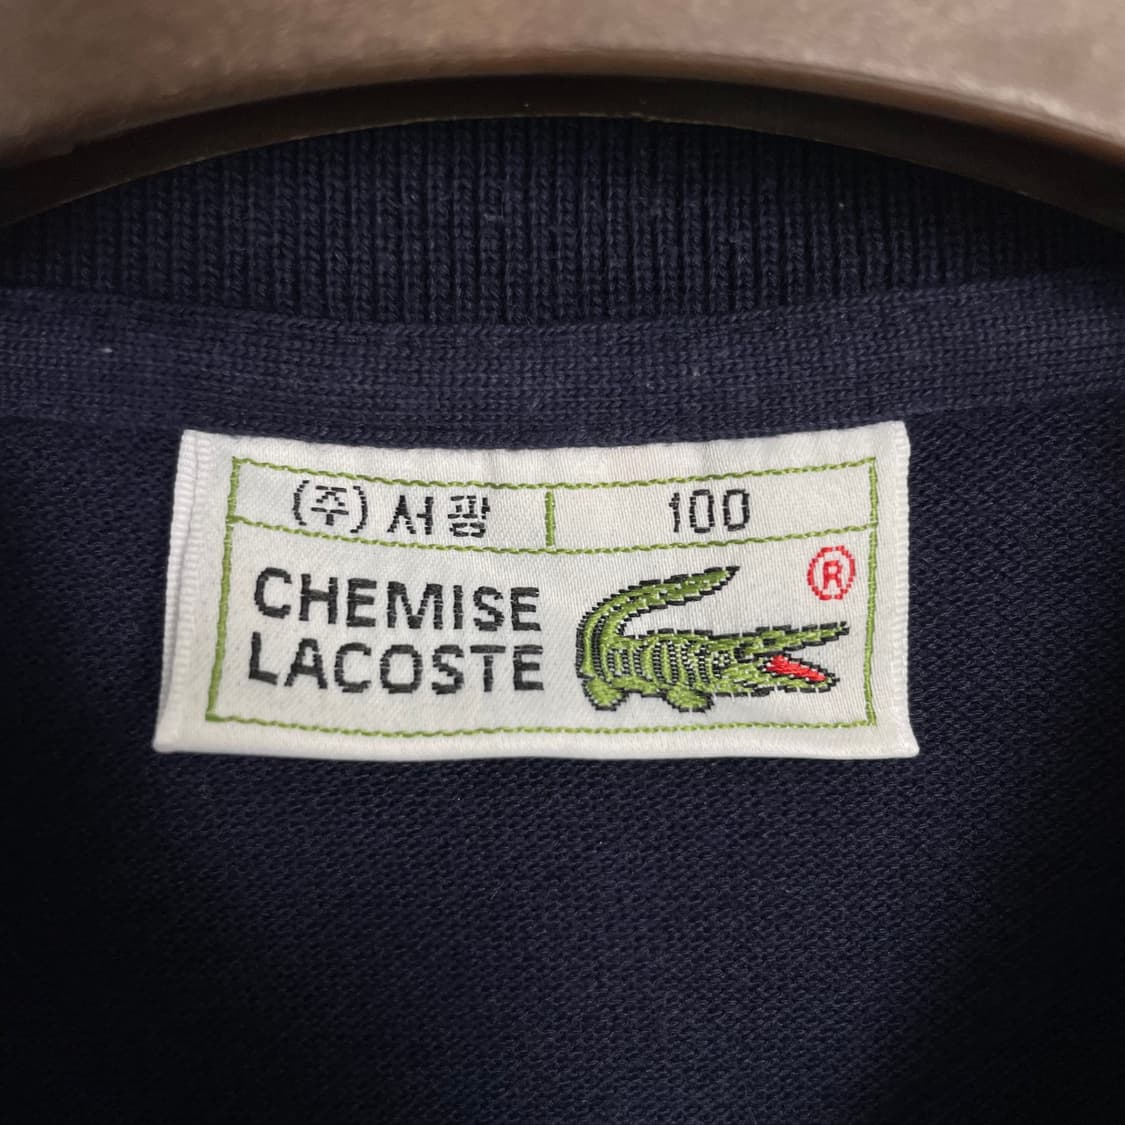 (주) 서광 100
CHEMISE
LACOSTE
®